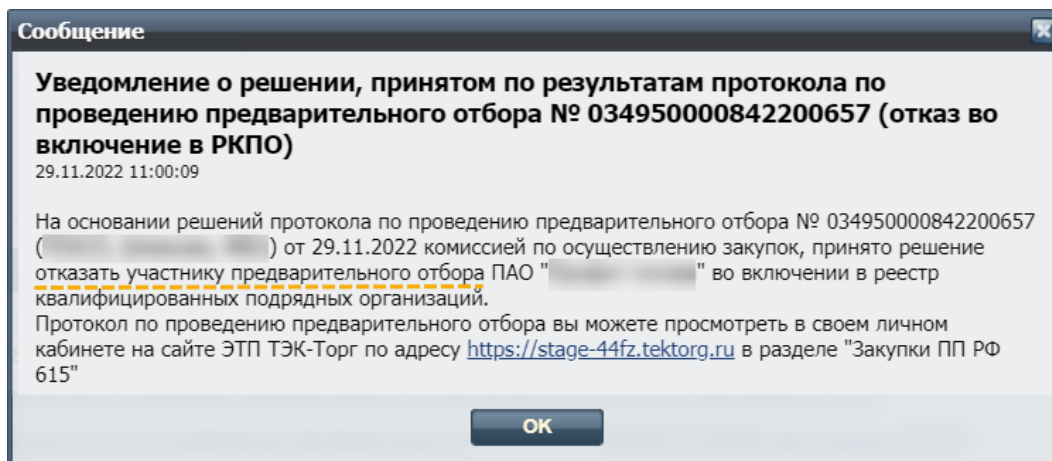 Сообщение
Уведомление о решении, принятом по результатам протокола по
проведению предварительного отбора № 034950000842200657 (отказ во
включение в РКПО)
29.11.2022 11:00:09
На основании решений протокола по проведению предварительного отбора № 034950000842200657
( ) от 29.11.2022 комиссией по осуществлению закупок, принято решение
отказать участнику предварительного отбора ПАО " " во включении в реестр
квалифицированных подрядных организаций.
Протокол по проведению предварительного отбора вы можете просмотреть в своем личном
кабинете на сайте ЭТП ТЭК-Торг по адресу https://stage-44fz.tektorg.ru в разделе "Закупки ПП РФ
615"
ОК